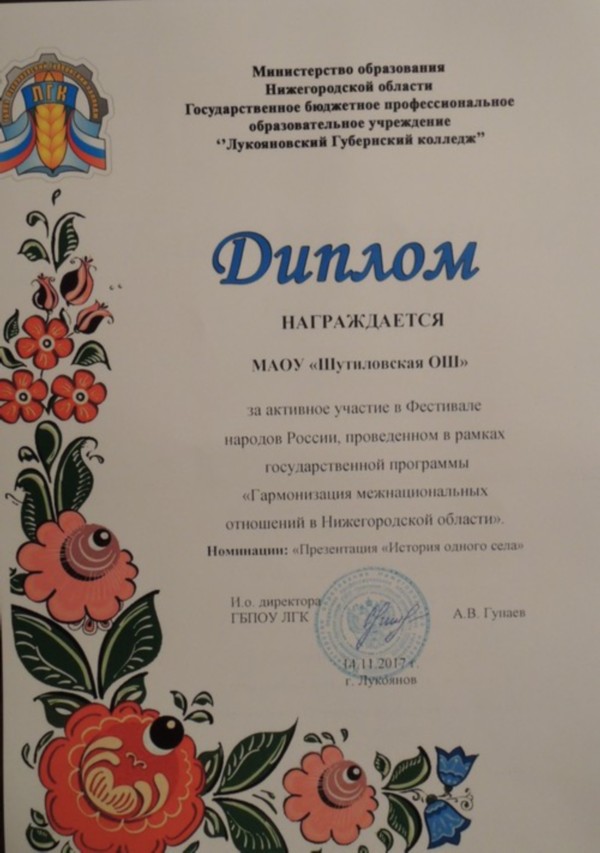 ЛГК
Министерство образования
Нижегородской области
Государственное бюджетное профессиональное
образовательное учреждение
‘’Лукояновский Губернский колледж”
Диплом
НАГРАЖДАЕТСЯ
МАОУ «Шутиловская ОШ»
за активное участие в Фестивале
народов России, проведенном в рамках
государственной программы
«Гармонизация межнациональных
отношений в Нижегородской области».
Номинации: «Презентация «История одного села»
И.о. директора
ГБПОУ ЛГК
А.В. Гунаев
14.11.2017 г.
г. Лукоянов